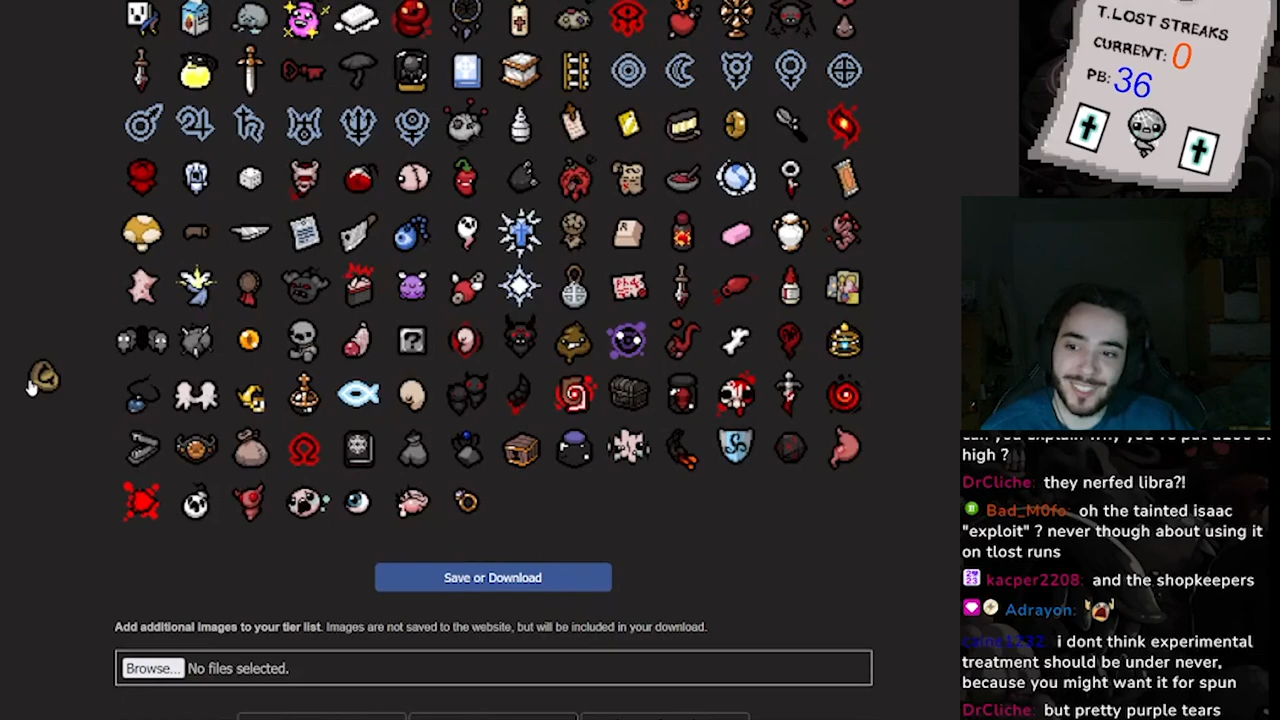 T.LOST STREAKS
CURRENT: 0
PB: 36
high ?
DrCliche: they nerfed libra?!
Bad_M0fo: oh the tainted isaac
"exploit" ? never though about using it
on tlost runs
kacper2208: and the shopkeepers
Adrayon:
i dont think experimental
treatment should be under never,
because you might want it for spun
DrCliche: but pretty purple tears
Save or Download
Add additional images to your tier list. Images are not saved to the website, but will be included in your download.
Browse... No files selected.